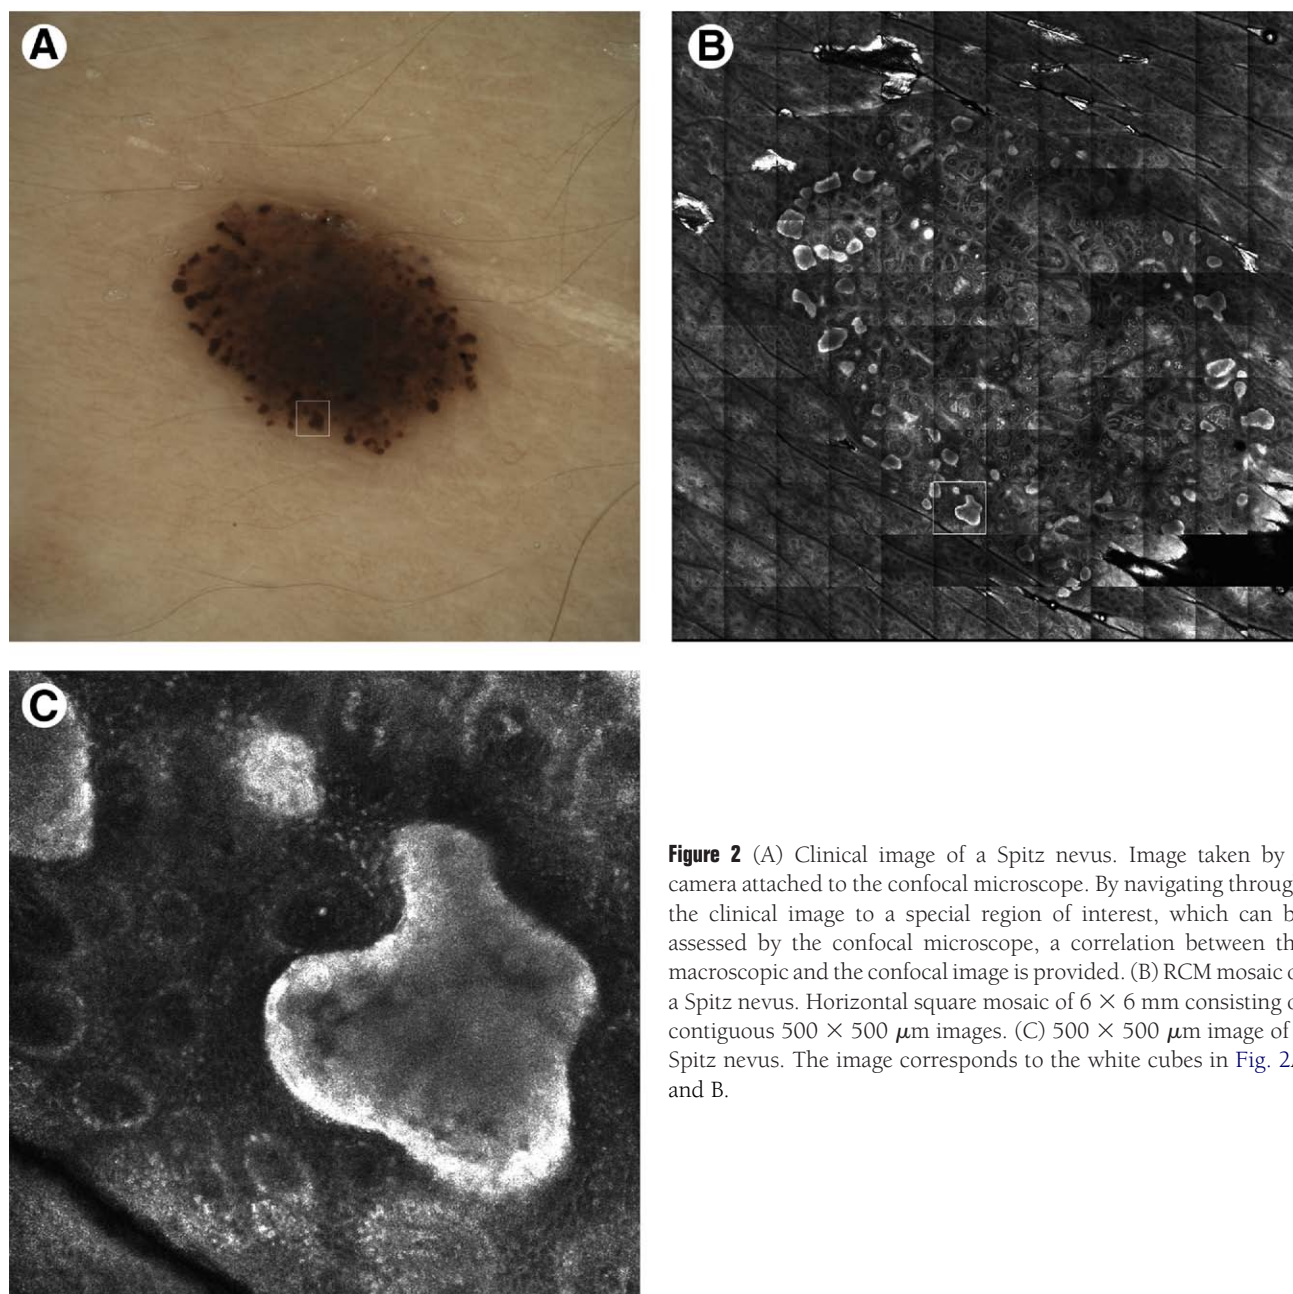 A
B
C
Figure 2 (A) Clinical image of a Spitz nevus. Image taken by
camera attached to the confocal microscope. By navigating throug
the clinical image to a special region of interest, which can b
assessed by the confocal microscope, a correlation between th
macroscopic and the confocal image is provided. (B) RCM mosaic o
a Spitz nevus. Horizontal square mosaic of 6 × 6 mm consisting o
contiguous 500 × 500 μm images. (C) 500 × 500 μm image of
Spitz nevus. The image corresponds to the white cubes in Fig. 2
and B.